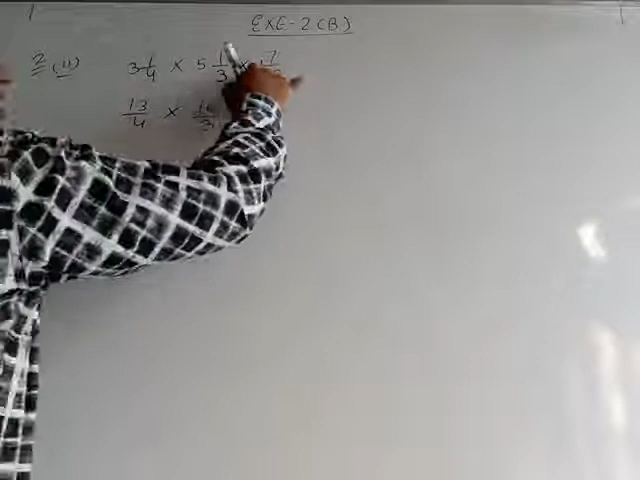 EXE-2(B)
2 (ii) 3 1/4 × 5 1/3 × 7/
13/4 × 16/3